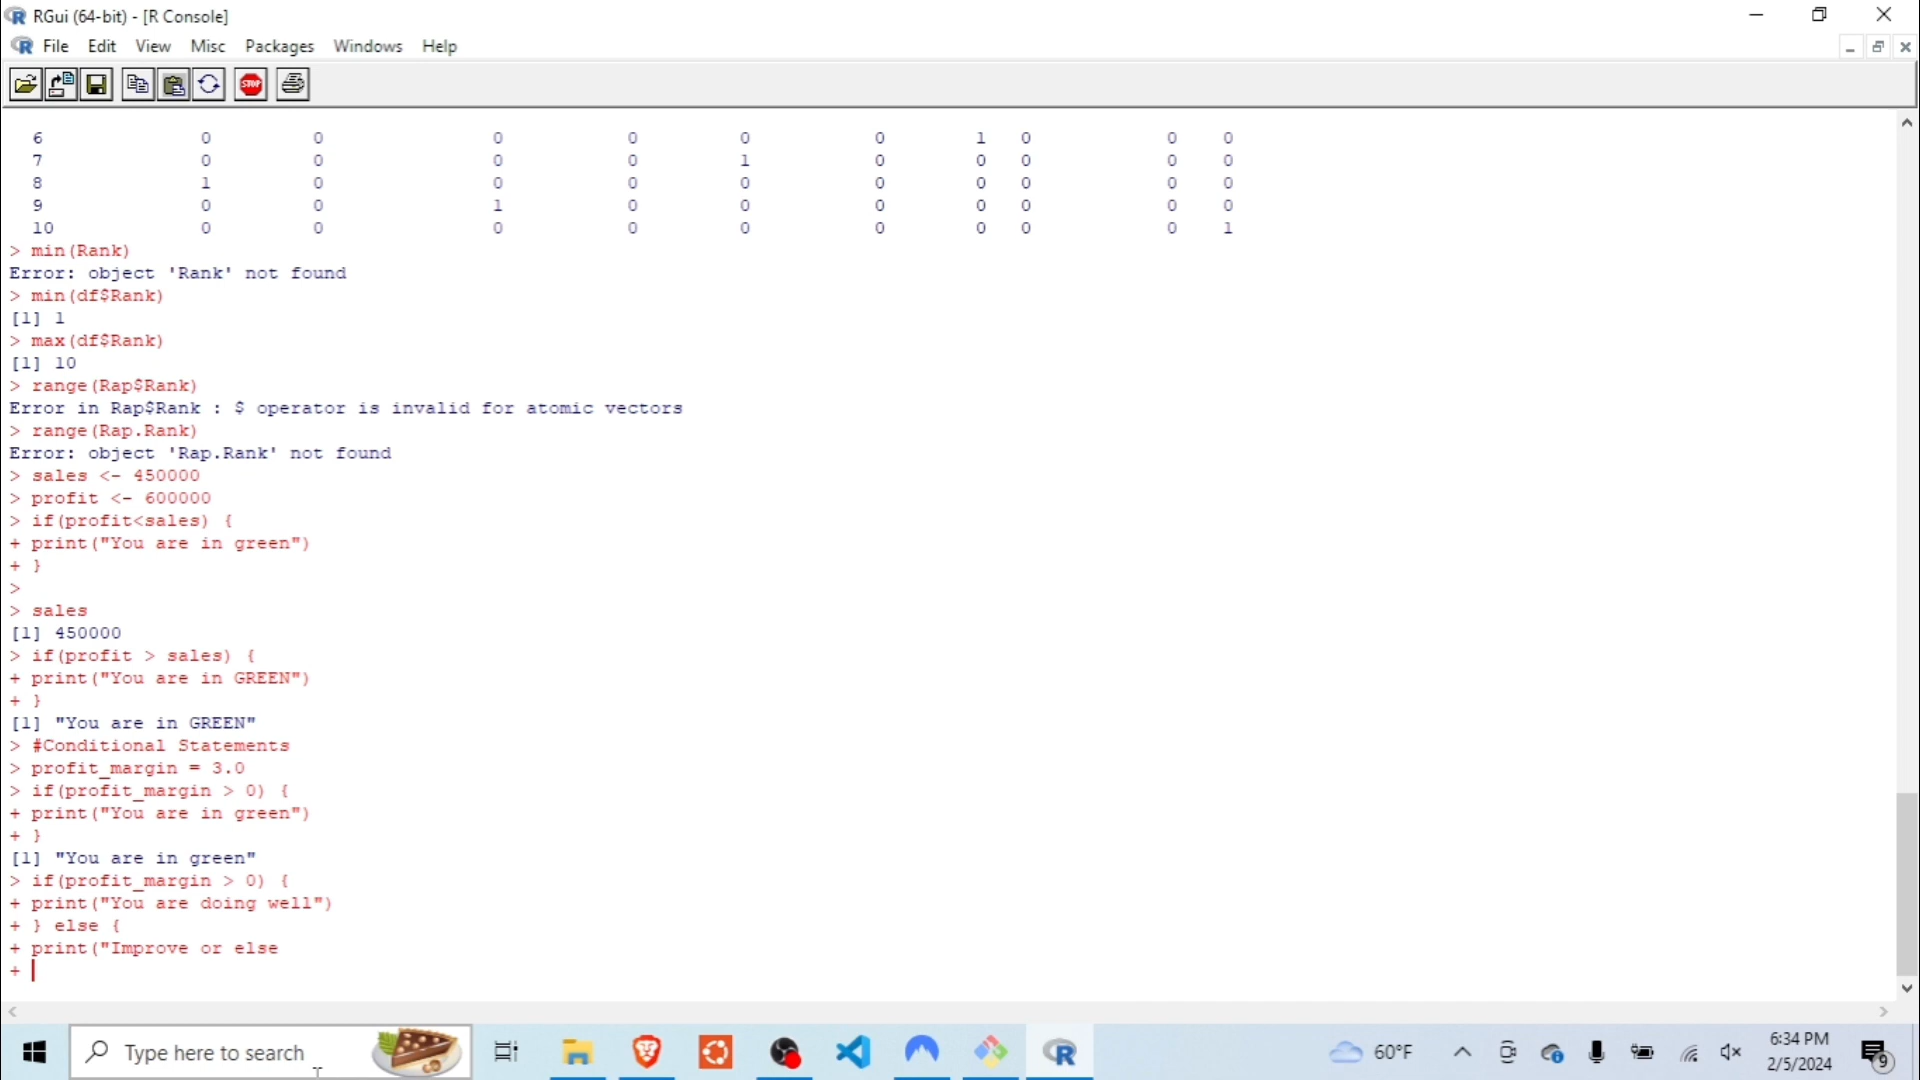 RGui (64-bit) - [R Console]
File Edit View Misc Packages Windows Help
STOP
6 0 0 0 0 0 0 1 0 0 0
7 0 0 0 0 1 0 0 0 0 0
8 1 0 0 0 0 0 0 0 0 0
9 0 0 1 0 0 0 0 0 0 0
10 0 0 0 0 0 0 0 0 0 1
> min(Rank)
Error: object 'Rank' not found
> min(df$Rank)
[1] 1
> max(df$Rank)
[1] 10
> range(Rap$Rank)
Error in Rap$Rank : $ operator is invalid for atomic vectors
> range(Rap.Rank)
Error: object 'Rap.Rank' not found
> sales <- 450000
> profit <- 600000
> if(profit<sales) {
+ print("You are in green")
+ }
>
> sales
[1] 450000
> if(profit > sales) {
+ print("You are in GREEN")
+ }
[1] "You are in GREEN"
> #Conditional Statements
> profit_margin = 3.0
> if(profit_margin > 0) {
+ print("You are in green")
+ }
[1] "You are in green"
> if(profit_margin > 0) {
+ print("You are doing well")
+ } else {
+ print("Improve or else
+
Type here to search
60°F
6:34 PM
2/5/2024
9